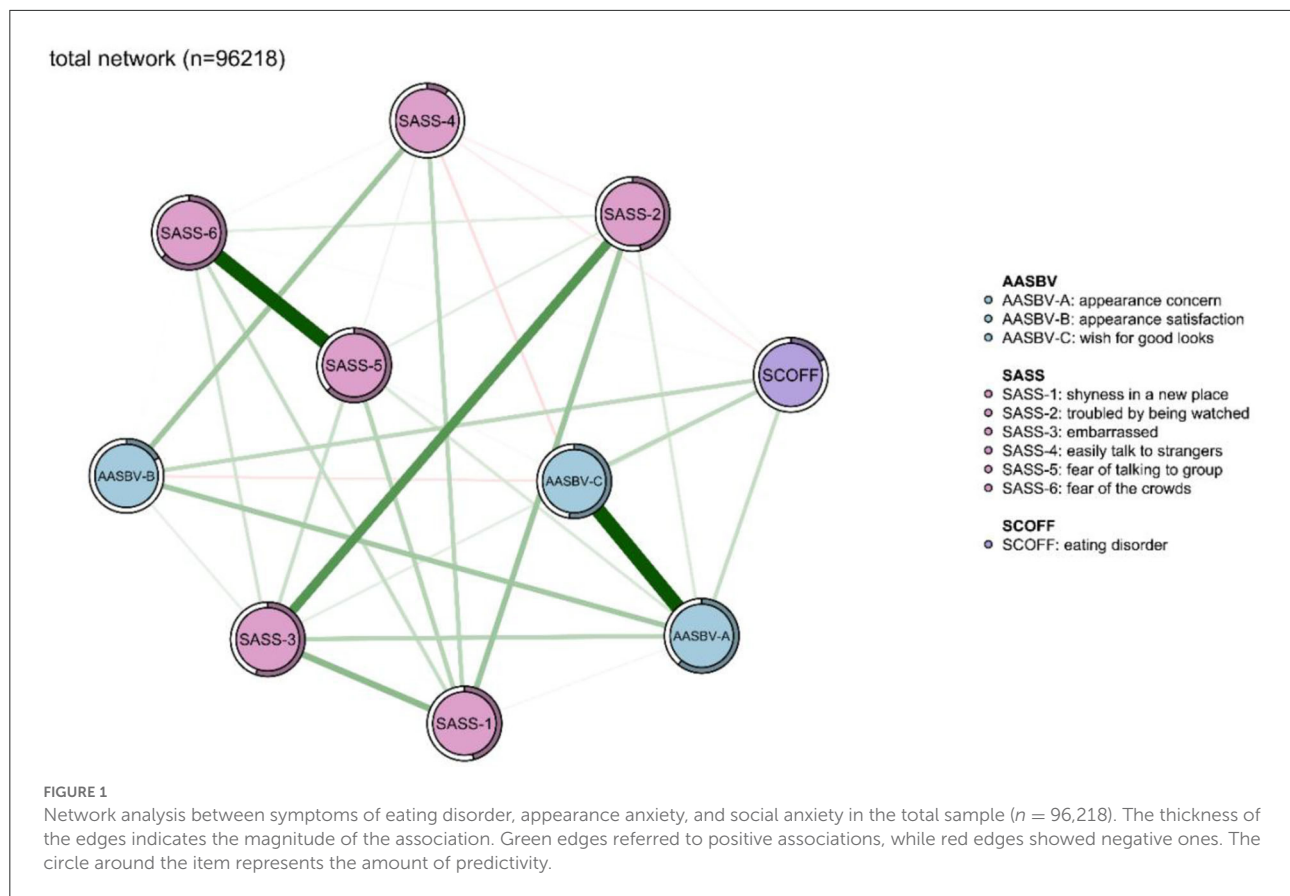 total network (n=96218)
SASS-4
SASS-2
SASS-6
SASS-5
SCOFF
AASBV-B
AASBV-C
SASS-3
AASBV-A
SASS-1
AASBV
AASBV-A: appearance concern
AASBV-B: appearance satisfaction
AASBV-C: wish for good looks
SASS
SASS-1: shyness in a new place
SASS-2: troubled by being watched
SASS-3: embarrassed
SASS-4: easily talk to strangers
SASS-5: fear of talking to group
SASS-6: fear of the crowds
SCOFF
SCOFF: eating disorder
FIGURE 1
Network analysis between symptoms of eating disorder, appearance anxiety, and social anxiety in the total sample (n = 96,218). The thickness of
the edges indicates the magnitude of the association. Green edges referred to positive associations, while red edges showed negative ones. The
circle around the item represents the amount of predictivity.